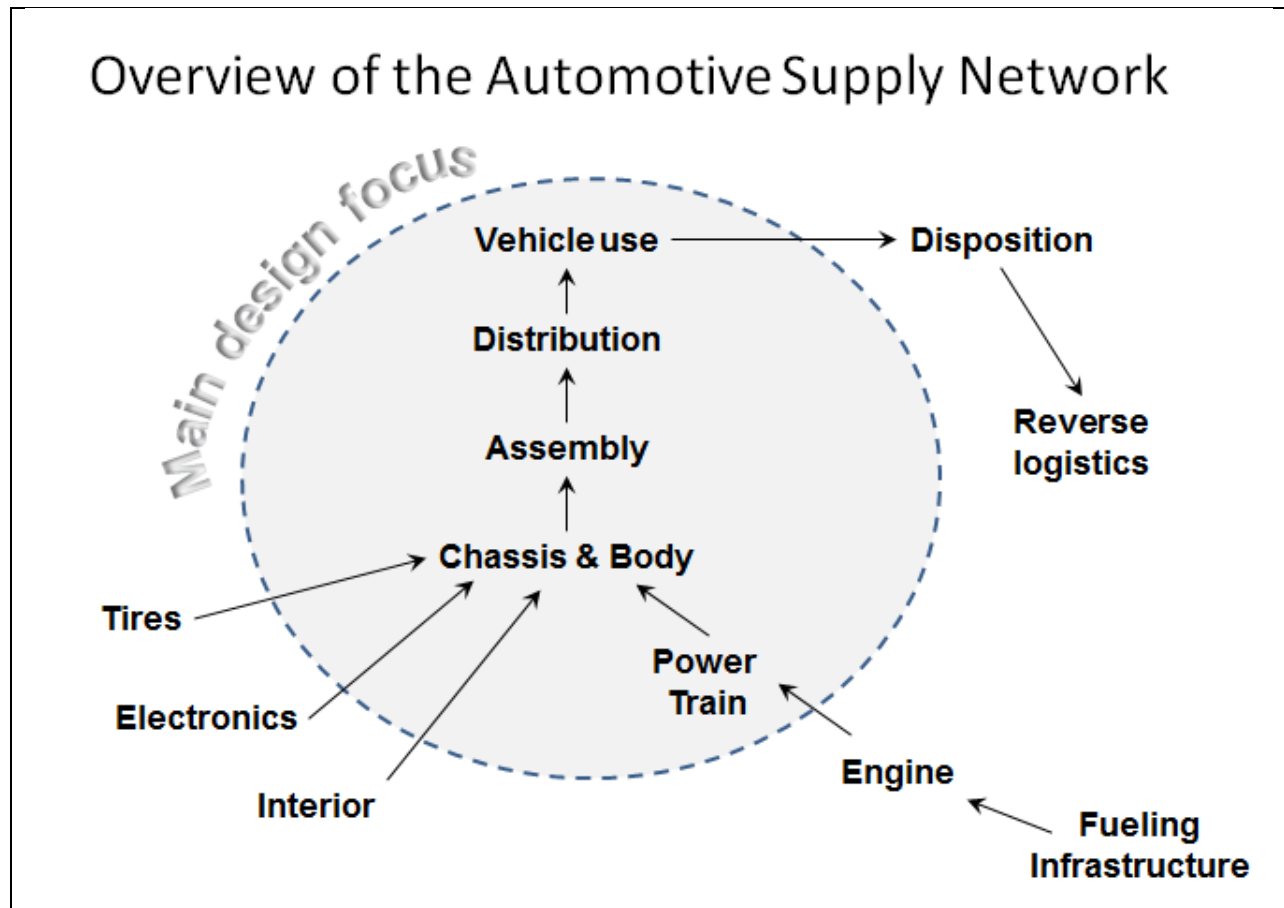 Overview of the Automotive Supply Network
Main design focus
Vehicle use
Disposition
Distribution
Reverse
logistics
Assembly
Chassis & Body
Tires
Power
Train
Electronics
Engine
Interior
Fueling
Infrastructure